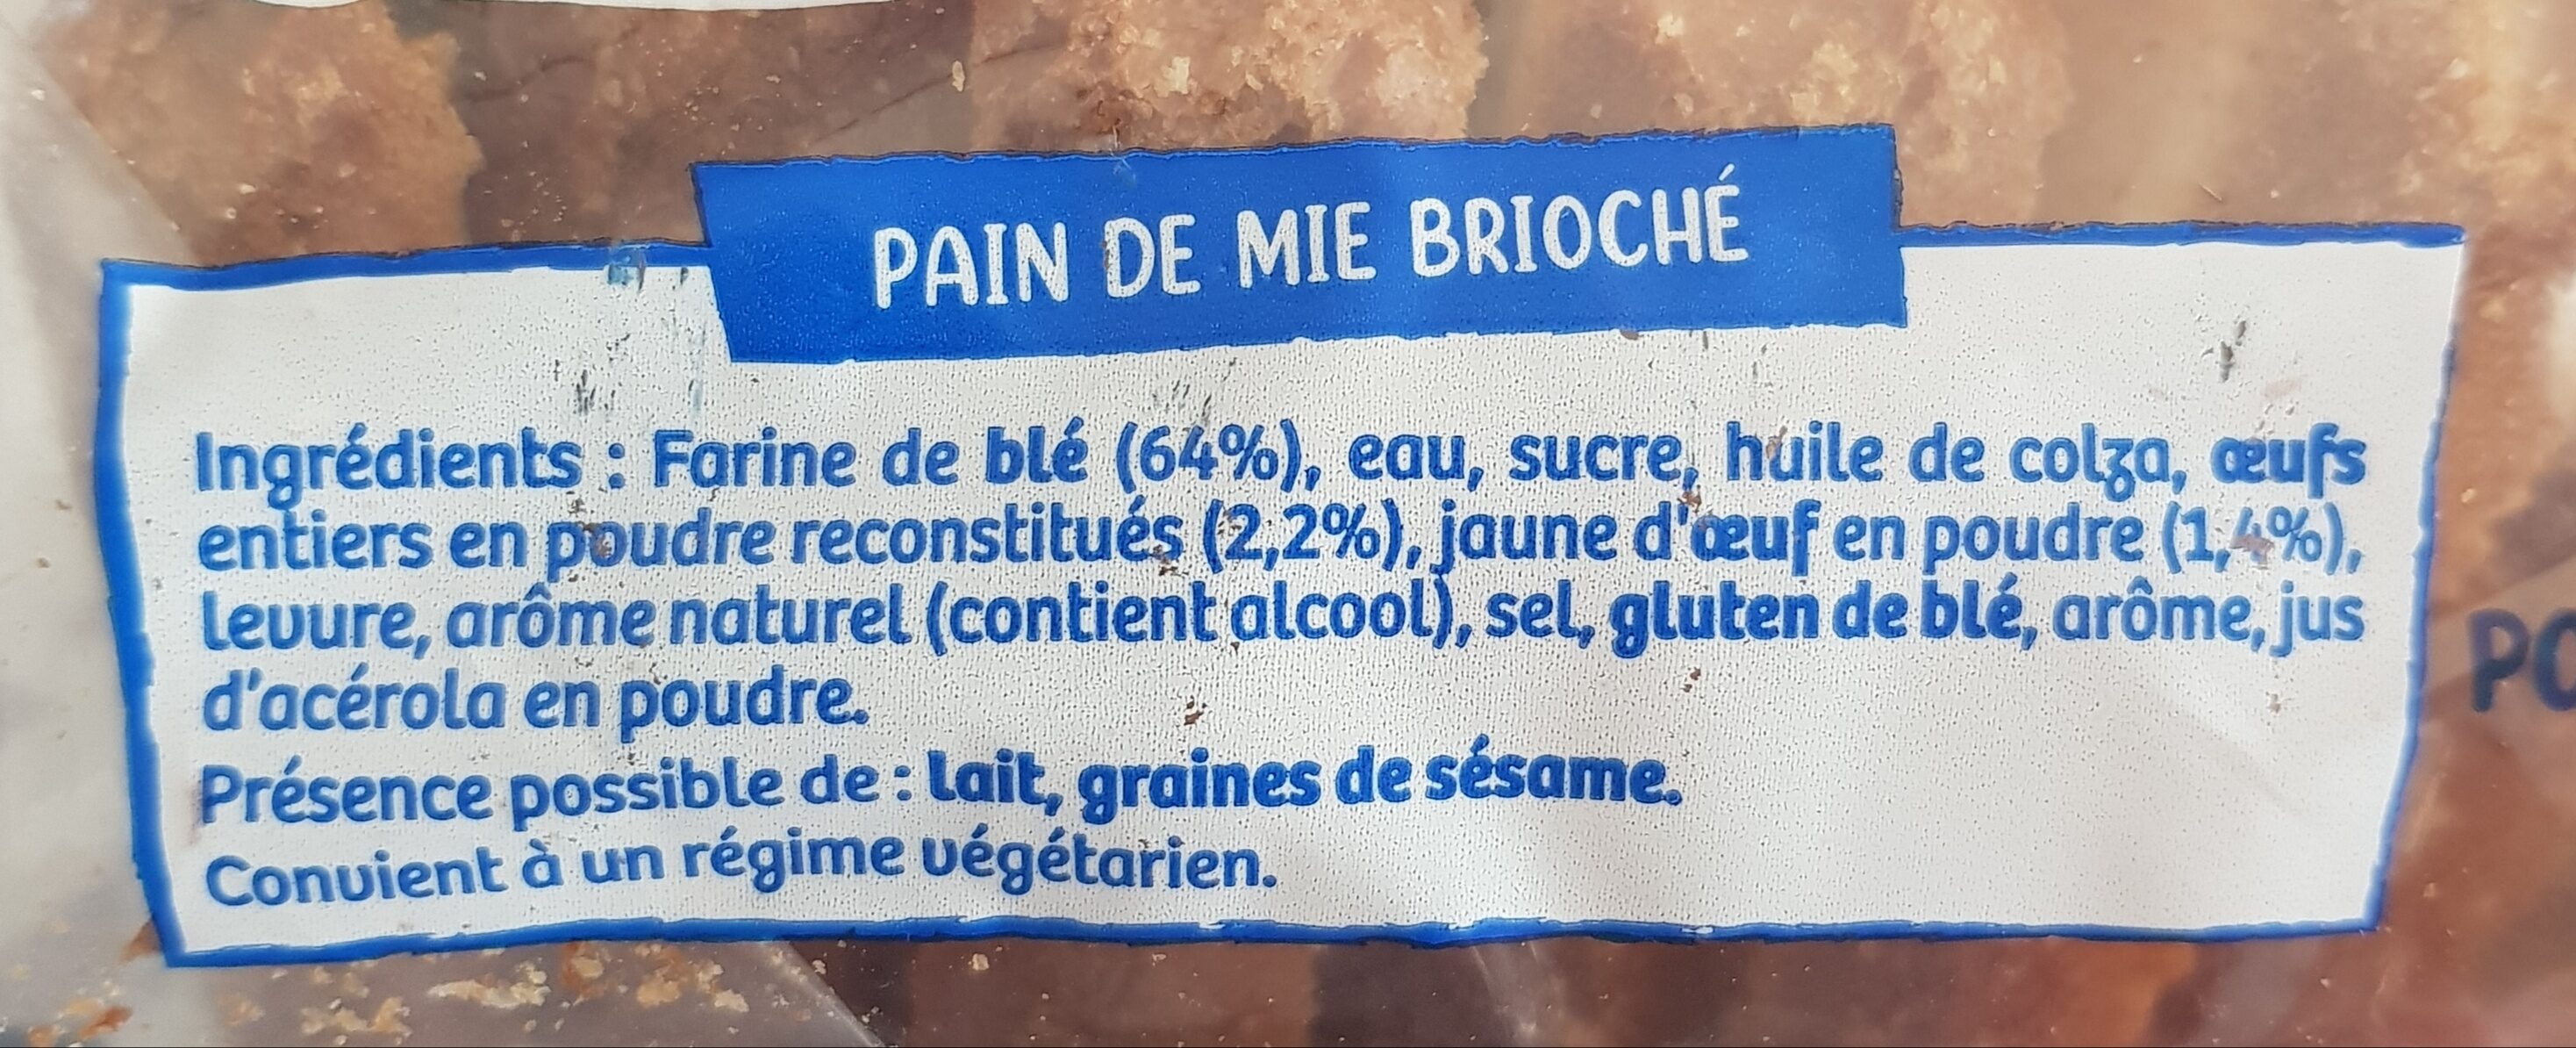 PAIN DE MIE BRIOCHÉ
Ingrédients : Farine de blé (64%), eau, sucre, huile de colza, œufs
entiers en poudre reconstitués (2,2%), jaune d'œuf en poudre (1,4%),
levure, arôme naturel (contient alcool), sel, gluten de blé, arôme, jus
d'acérola en poudre.
Présence possible de : lait, graines de sésame.
Convient à un régime végétarien.